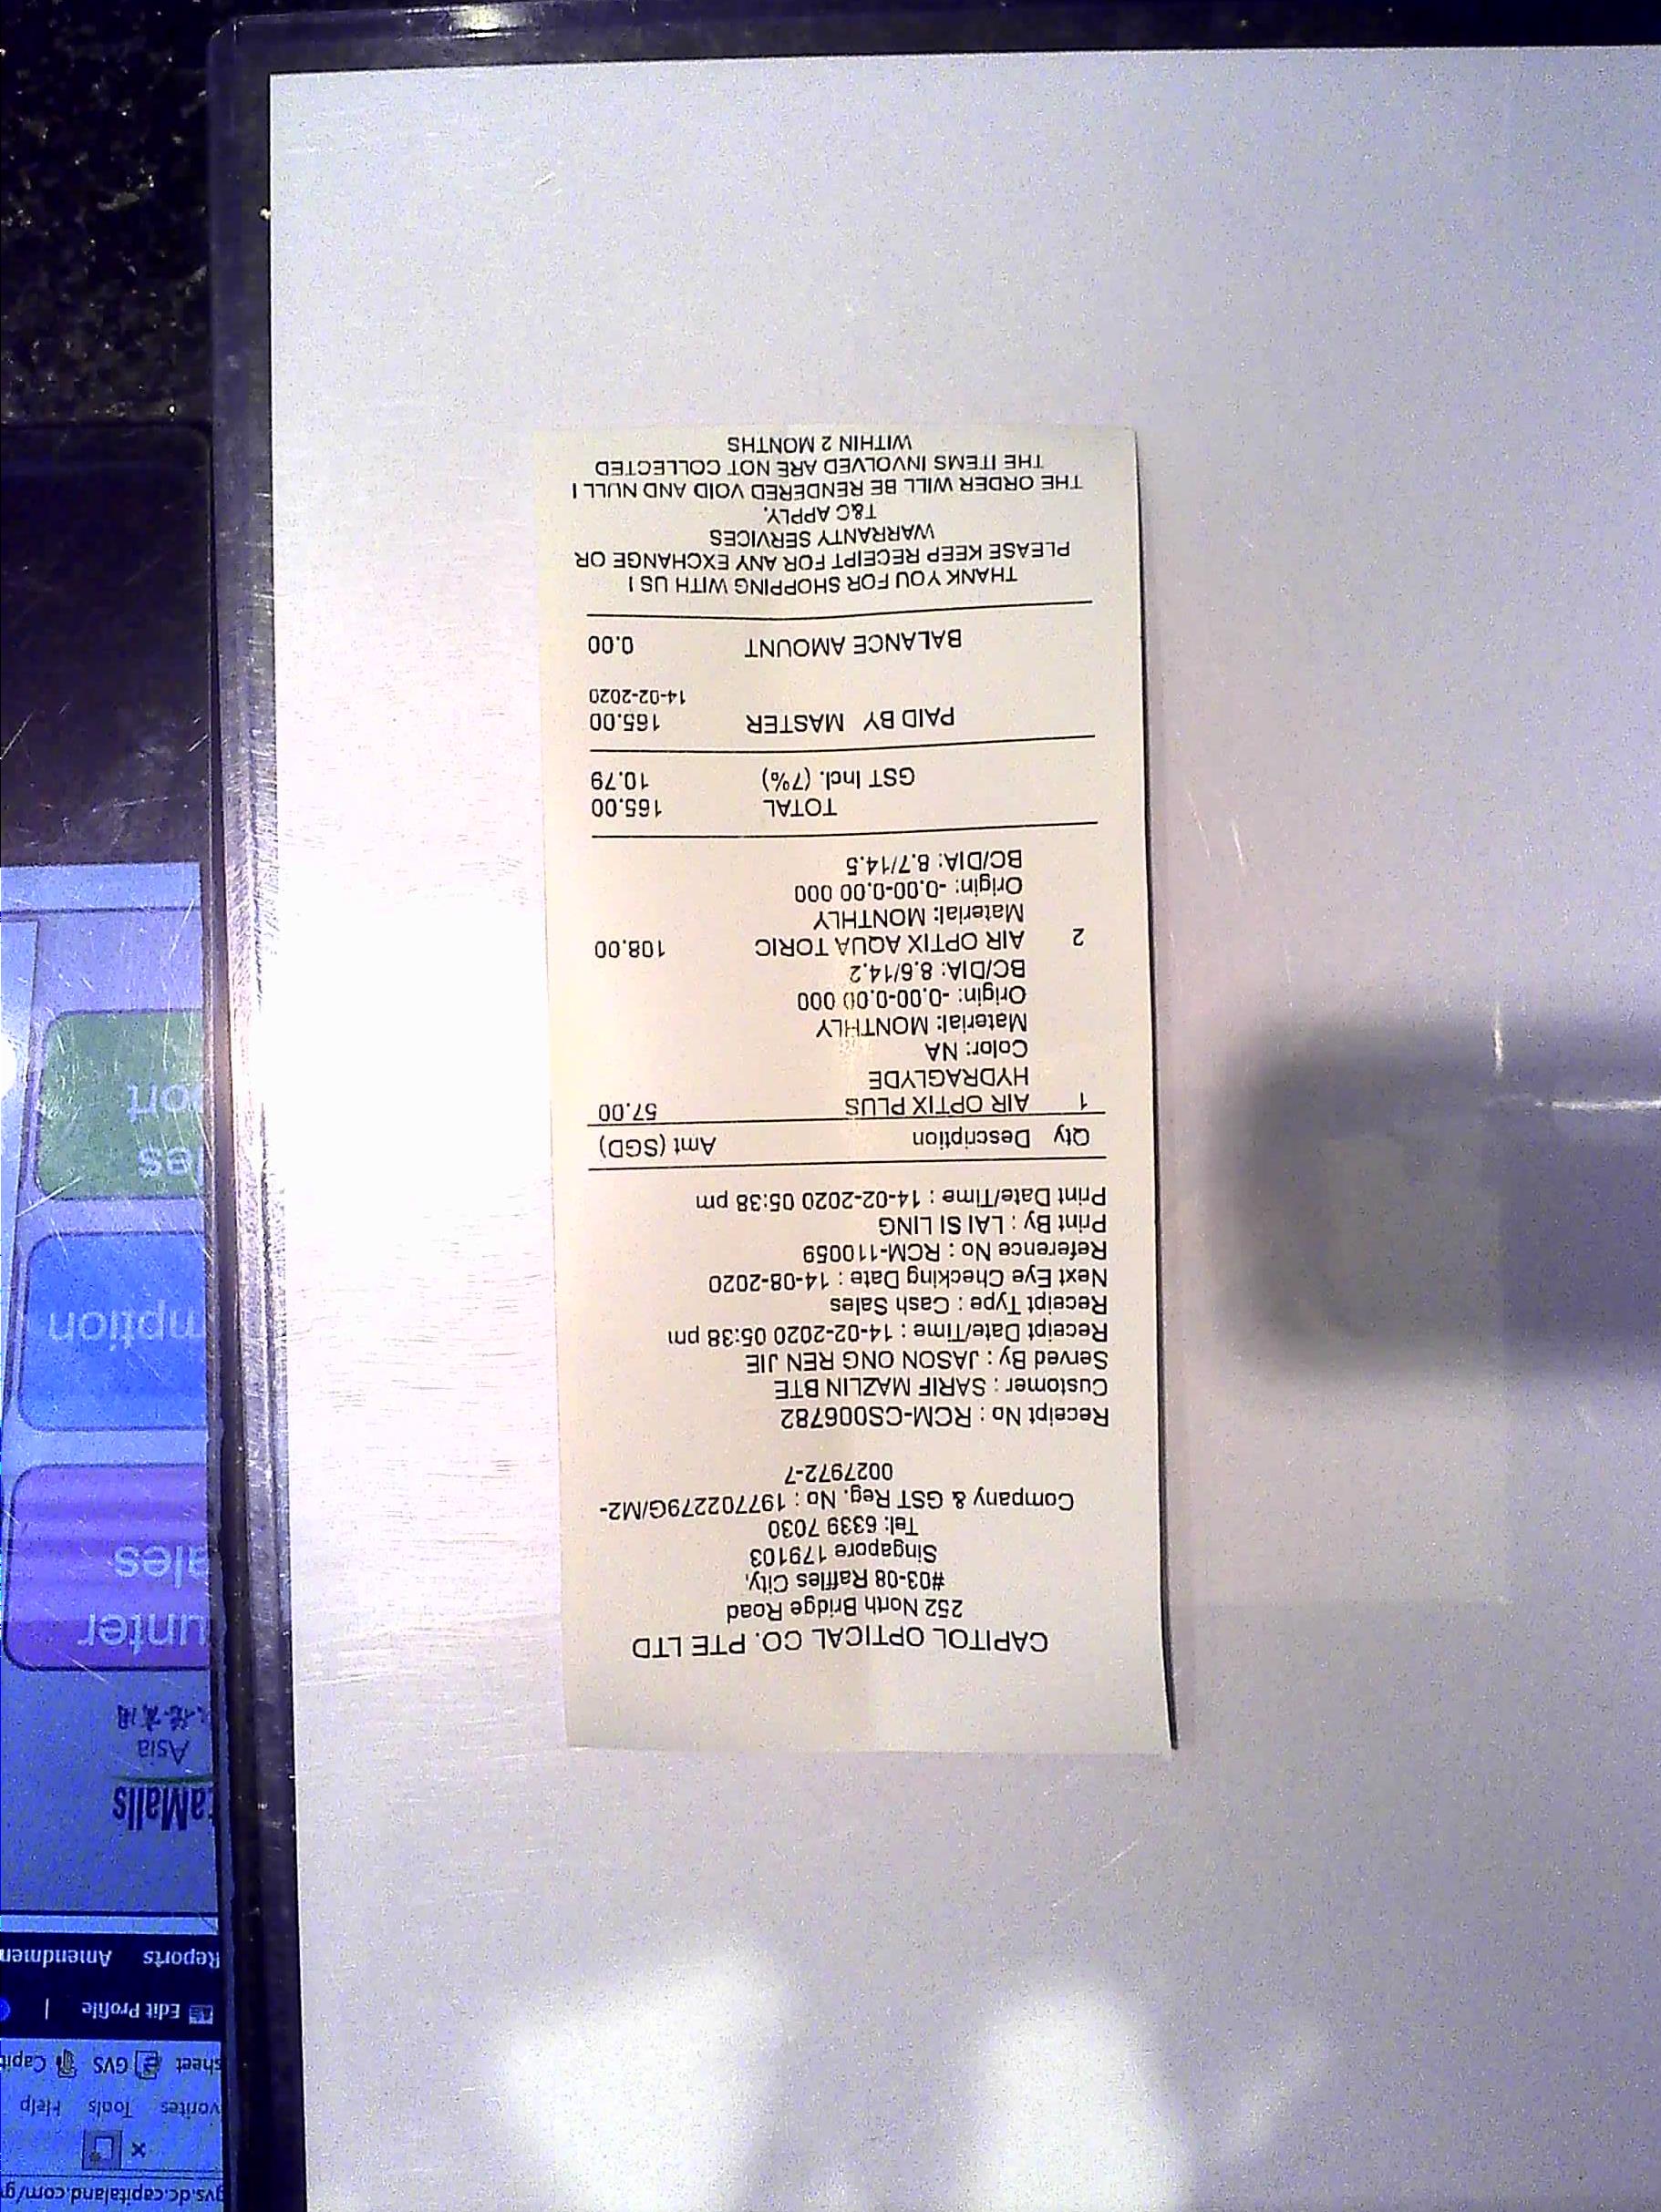 CAPITOL OPTICAL CO. PTE LTD
252 North Bridge Road
#03-08 Raffles City,
Singapore 179103
Tel: 6339 7030
Company & GST Reg. No : 197702279G/M2-
0027972-7
Receipt No : RCM-CS006782
Customer : SARIF MAZLIN BTE
Served By : JASON ONG REN JIE
Receipt Date/Time : 14-02-2020 05:38 pm
Receipt Type : Cash Sales
Next Eye Checking Date : 14-08-2020
Reference No : RCM-110059
Print By : LAI SI LING
Print Date/Time : 14-02-2020 05:38 pm
Qty Description Amt (SGD)
1 AIR OPTIX PLUS 57.00
HYDRAGLYDE
Color: NA
Material: MONTHLY
Origin: -0.00-0.00 000
BC/DIA: 8.6/14.2
2 AIR OPTIX AQUA TORIC 108.00
Material: MONTHLY
Origin: -0.00-0.00 000
BC/DIA: 8.7/14.5
TOTAL 165.00
GST Incl. (7%) 10.79
PAID BY MASTER 165.00
14-02-2020
BALANCE AMOUNT 0.00
THANK YOU FOR SHOPPING WITH US !
PLEASE KEEP RECEIPT FOR ANY EXCHANGE OR
WARRANTY SERVICES
T&C APPLY.
THE ORDER WILL BE RENDERED VOID AND NULL I
THE ITEMS INVOLVED ARE NOT COLLECTED
WITHIN 2 MONTHS
gvs.dc.capitaland.com/g
vorites Tools Help
sheet GVS Capit
Edit Profile |
Reports Amendmen
taMalls
Asia
unter
ales
mption
les
ort